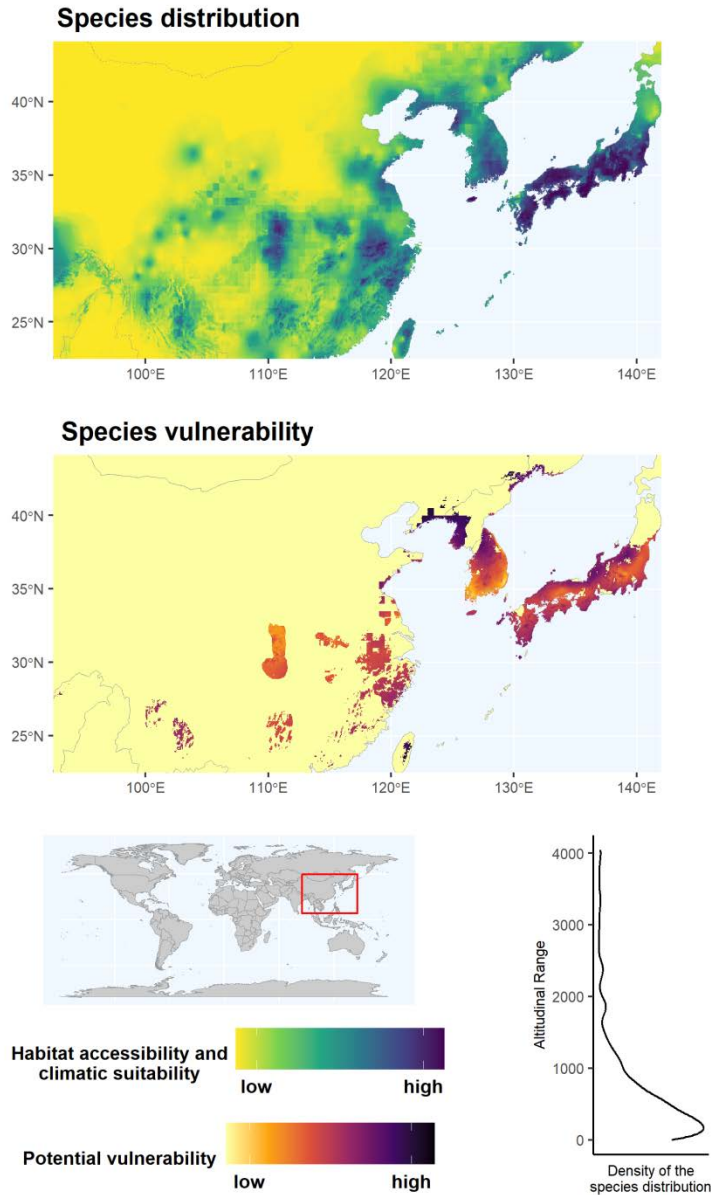 Species distribution
40°N
35°N
30°N
25°N
100°E 110°E 120°E 130°E 140°E
Species vulnerability
40°N
35°N
30°N
25°N
100°E 110°E 120°E 130°E 140°E
Habitat accessibility and
climatic suitability
low high
Potential vulnerability
low high
4000
3000
2000
1000
0
Altitudinal Range
Density of the
species distribution